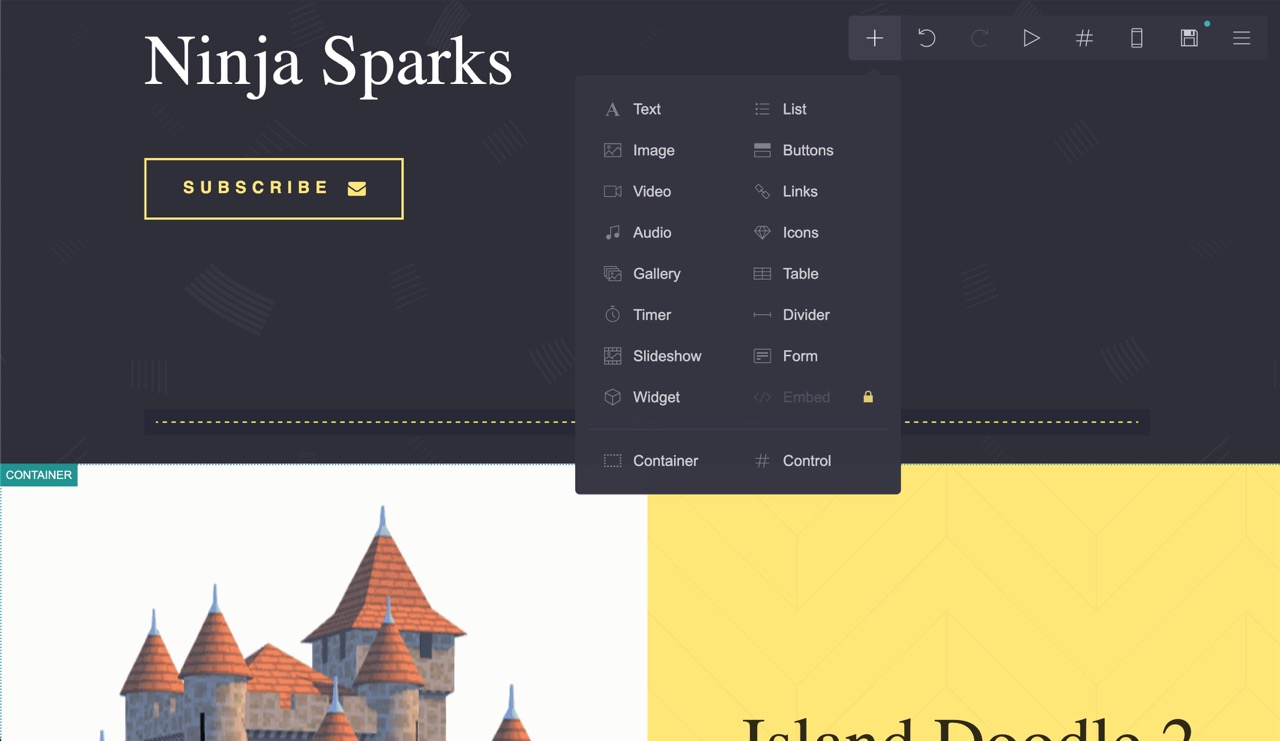 Ninja Sparks
SUBSCRIBE
Text
List
Image
Buttons
Video
Links
Audio
Icons
Gallery
Table
Timer
Divider
Slideshow
Form
Widget
Embed
Container
Control
CONTAINER
Island Doodle 2